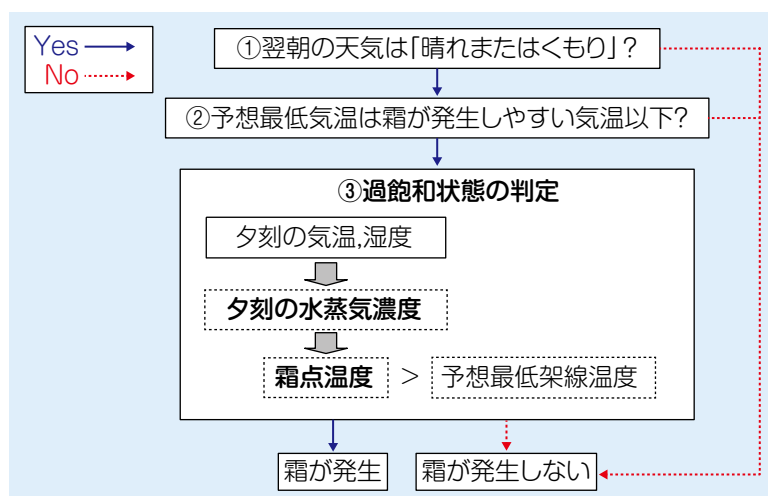 Yes
No
①翌朝の天気は「晴れまたはくもり」?
②予想最低気温は霜が発生しやすい気温以下?
③過飽和状態の判定
夕刻の気温,湿度
夕刻の水蒸気濃度
霜点温度 > 予想最低架線温度
霜が発生
霜が発生しない